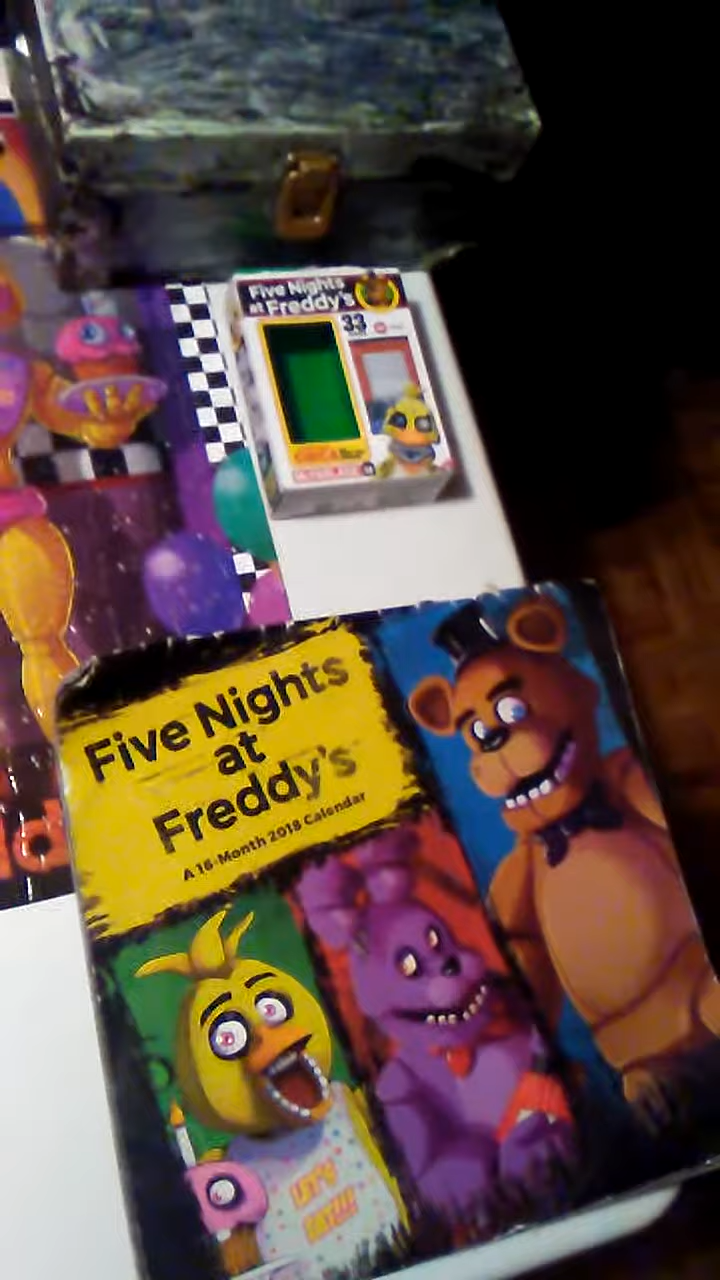 Five Nights
at Freddy's
33
Five Nights
at
Freddy's
A 16-Month 2018 Calendar
LET'S
EAT!!!